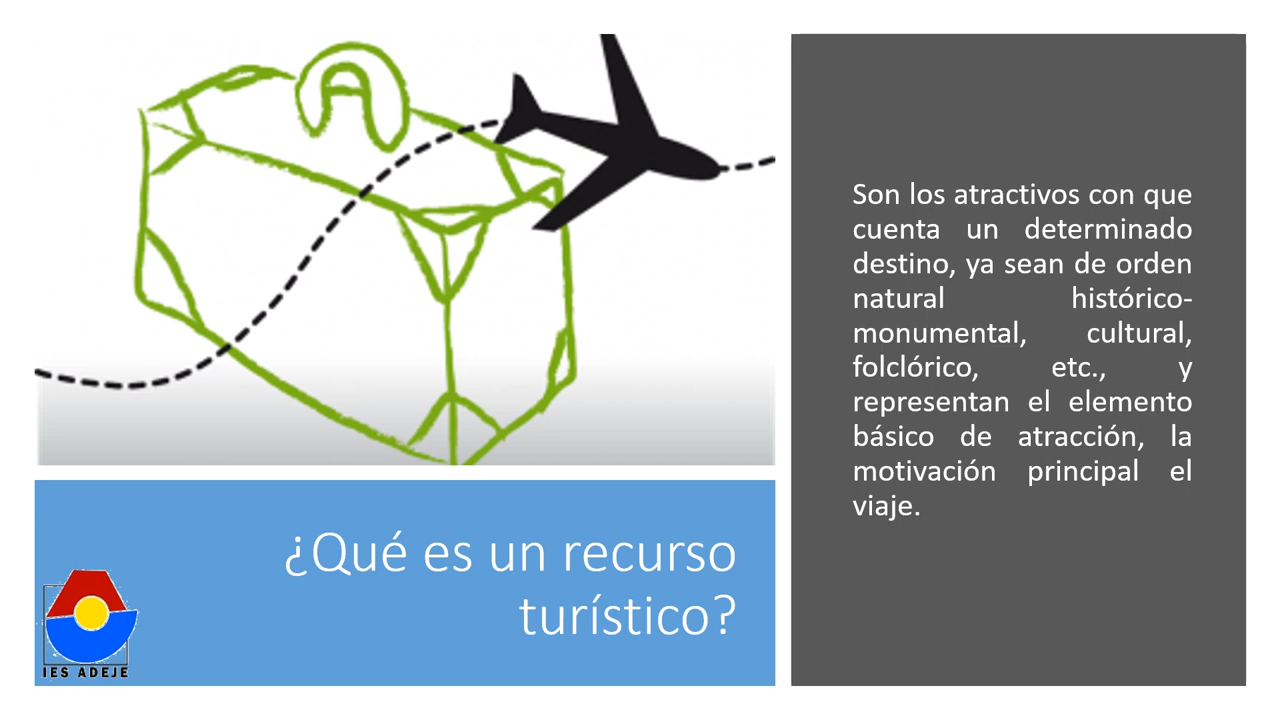 Son los atractivos con que
cuenta un determinado
destino, ya sean de orden
natural histórico-
monumental, cultural,
folclórico, etc., y
representan el elemento
básico de atracción, la
motivación principal el
viaje.
¿Qué es un recurso
turístico?
IES ADEJE